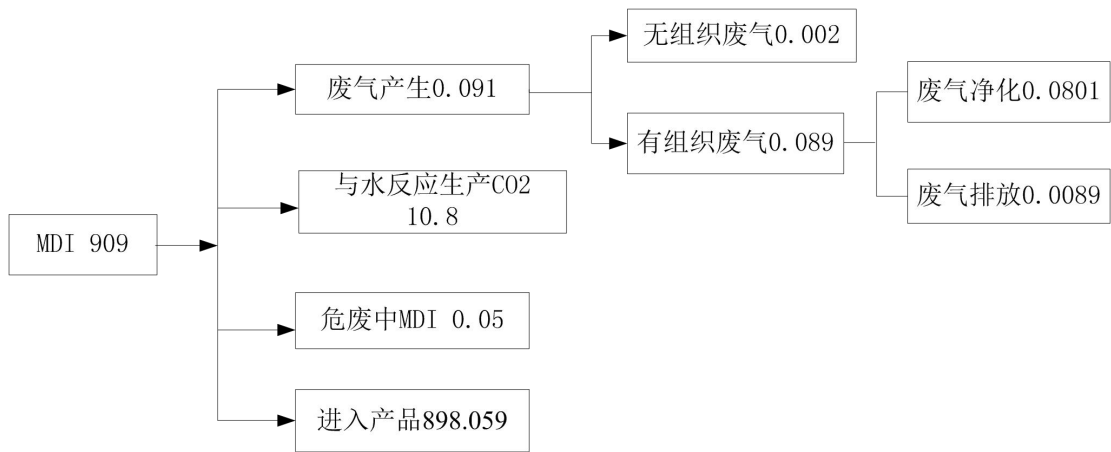 无组织废气0.002
废气产生0.091
废气净化0.0801
有组织废气0.089
与水反应生产CO2
10.8
废气排放0.0089
MDI 909
危废中MDI 0.05
进入产品898.059